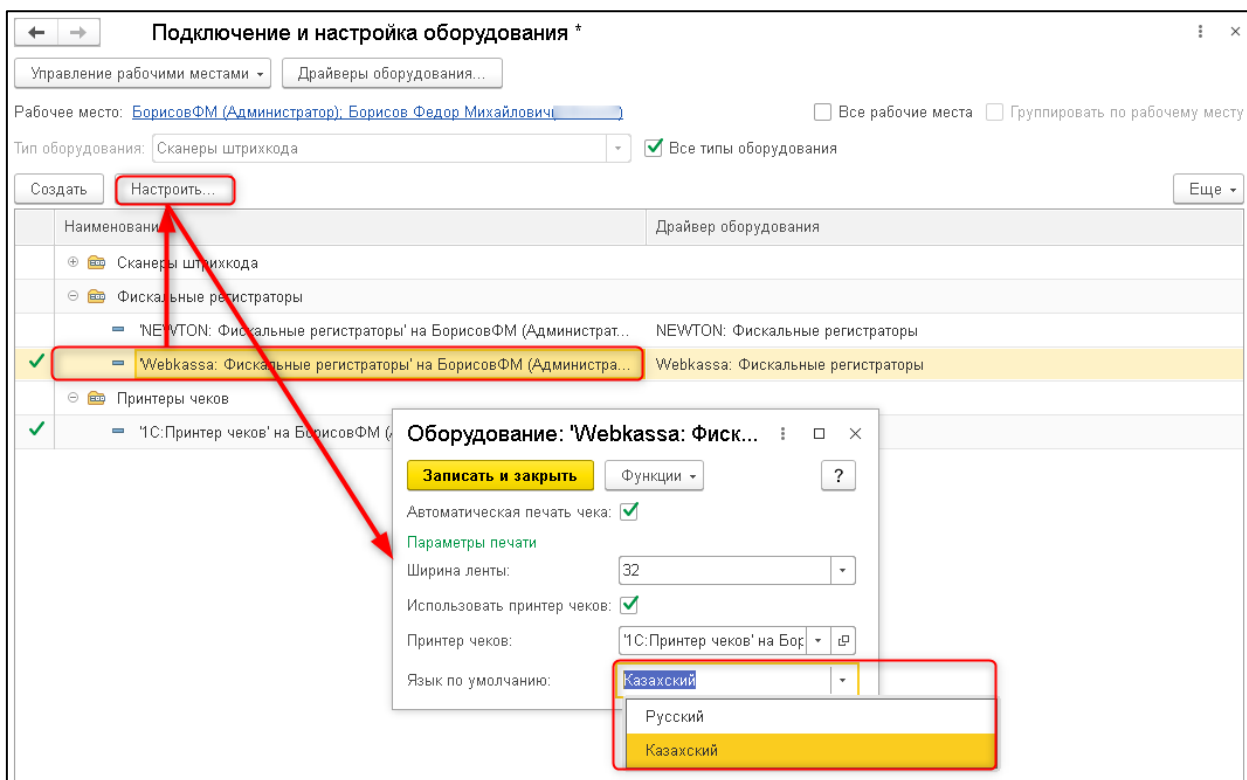 Подключение и настройка оборудования *
Управление рабочими местами
Драйверы оборудования...
Рабочее место: БорисовФМ (Администратор); Борисов Федор Михайлович
Все рабочие места
Группировать по рабочему месту
Тип оборудования: Сканеры штрихкода
Все типы оборудования
Создать
Настроить...
Еще
Наименование
Драйвер оборудования
Сканеры штрихкода
Фискальные регистраторы
'NEWTON: Фискальные регистраторы' на БорисовФМ (Администрат...
NEWTON: Фискальные регистраторы
'Webkassa: Фискальные регистраторы' на БорисовФМ (Администра...
Webkassa: Фискальные регистраторы
Принтеры чеков
'1С:Принтер чеков' на БорисовФМ (
Оборудование: 'Webkassa: Фиск...
Записать и закрыть
Функции
?
Автоматическая печать чека:
Параметры печати
Ширина ленты: 32
Использовать принтер чеков:
Принтер чеков: '1С:Принтер чеков' на Бор
Язык по умолчанию: Казахский
Русский
Казахский